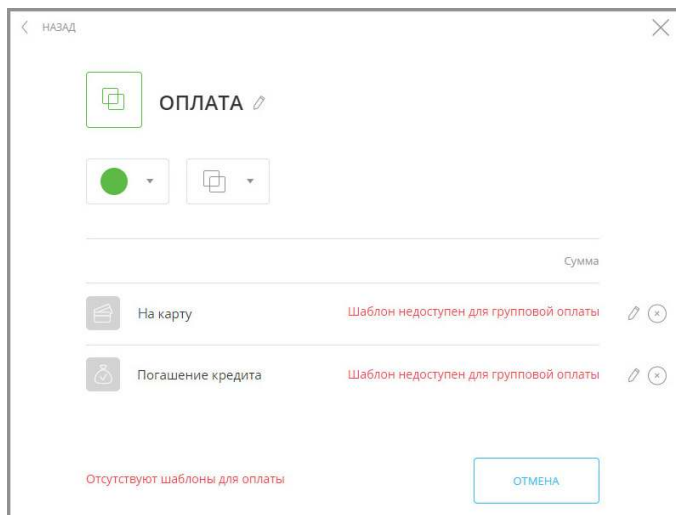 НАЗАД
ОПЛАТА
Сумма
На карту Шаблон недоступен для групповой оплаты
Погашение кредита Шаблон недоступен для групповой оплаты
Отсутствуют шаблоны для оплаты ОТМЕНА